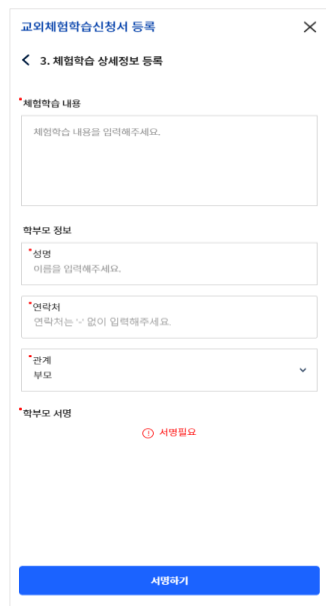 교외체험학습신청서 등록
3. 체험학습 상세정보 등록
*체험학습 내용
체험학습 내용을 입력해주세요.
학부모 정보
*성명
이름을 입력해주세요.
*연락처
연락처는 '-' 없이 입력해주세요.
*관계
부모
*학부모 서명
서명필요
서명하기